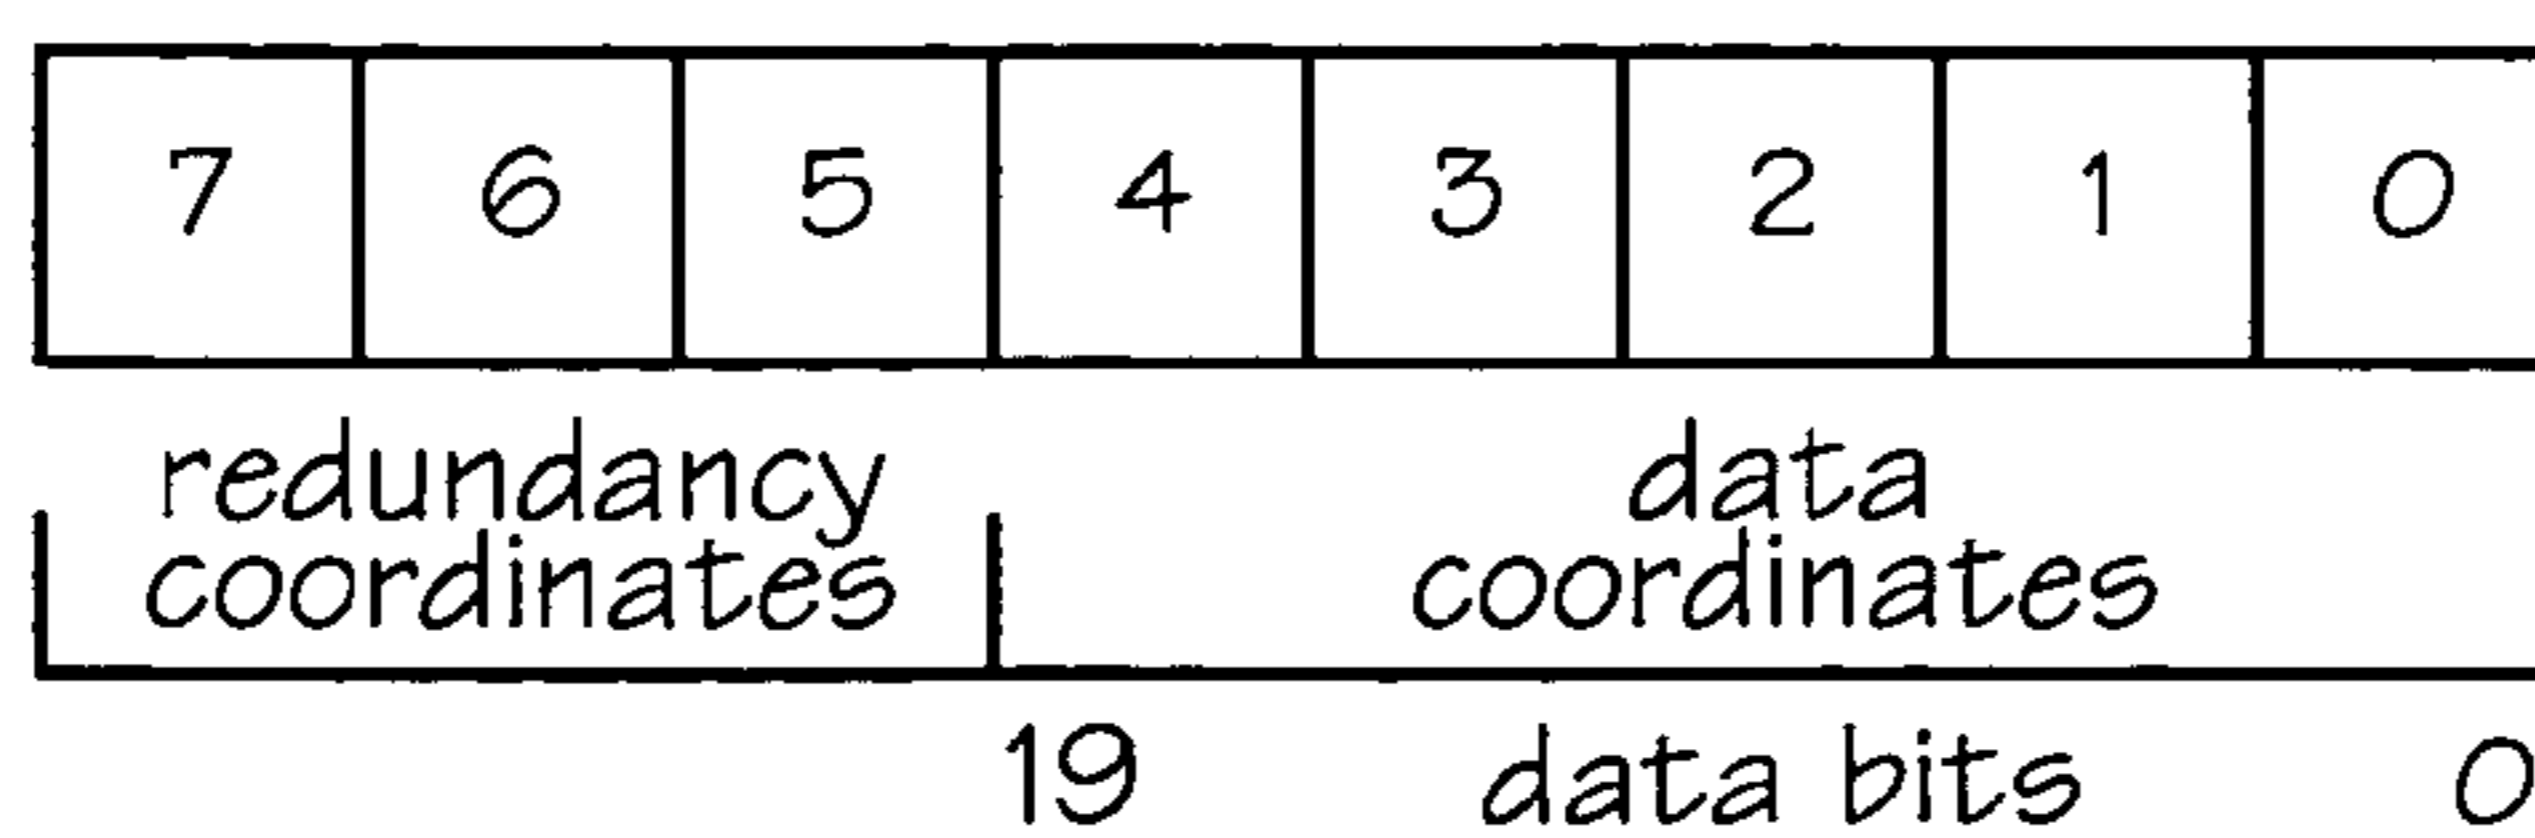 7 6 5 4 3 2 1 0
redundancy data
coordinates coordinates
19 data bits 0